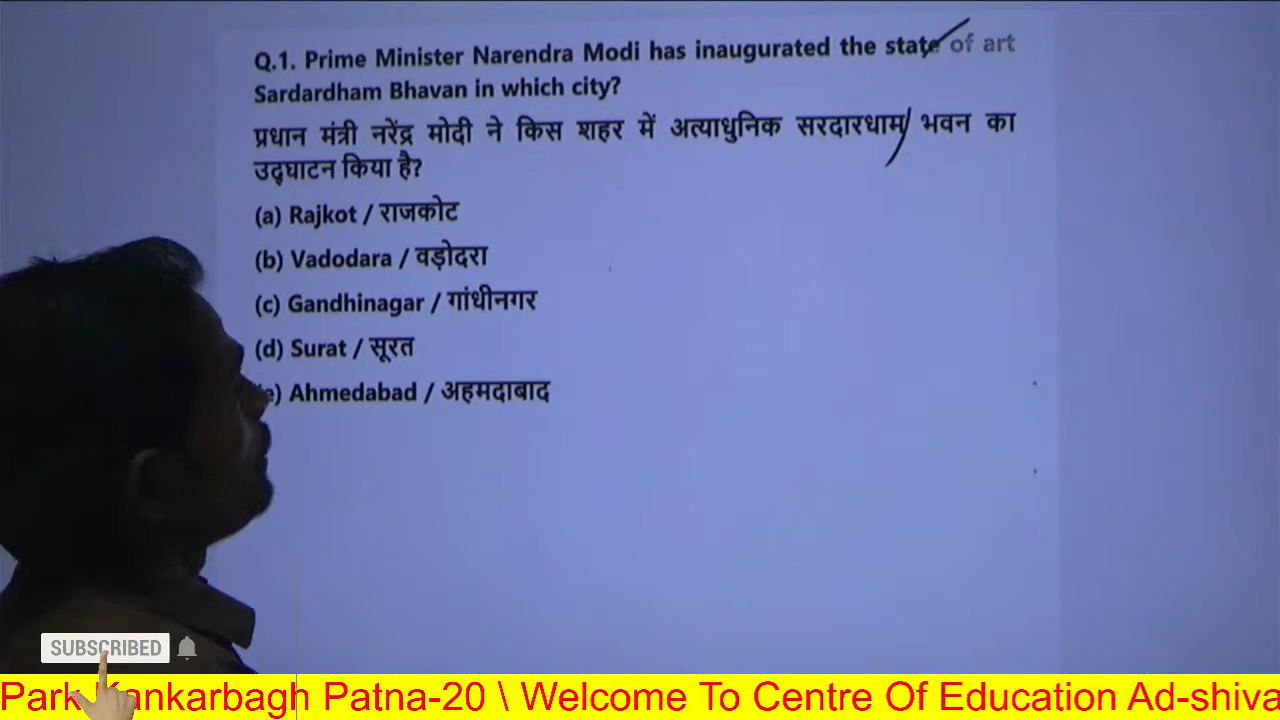 Q.1. Prime Minister Narendra Modi has inaugurated the state of art
Sardardham Bhavan in which city?
प्रधान मंत्री नरेंद्र मोदी ने किस शहर में अत्याधुनिक सरदारधाम भवन का
उद्घाटन किया है?
(a) Rajkot / राजकोट
(b) Vadodara / वड़ोदरा
(c) Gandhinagar / गांधीनगर
(d) Surat / सूरत
e) Ahmedabad / अहमदाबाद
SUBSCRIBED
Park Kankarbagh Patna-20 \ Welcome To Centre Of Education Ad-shiva